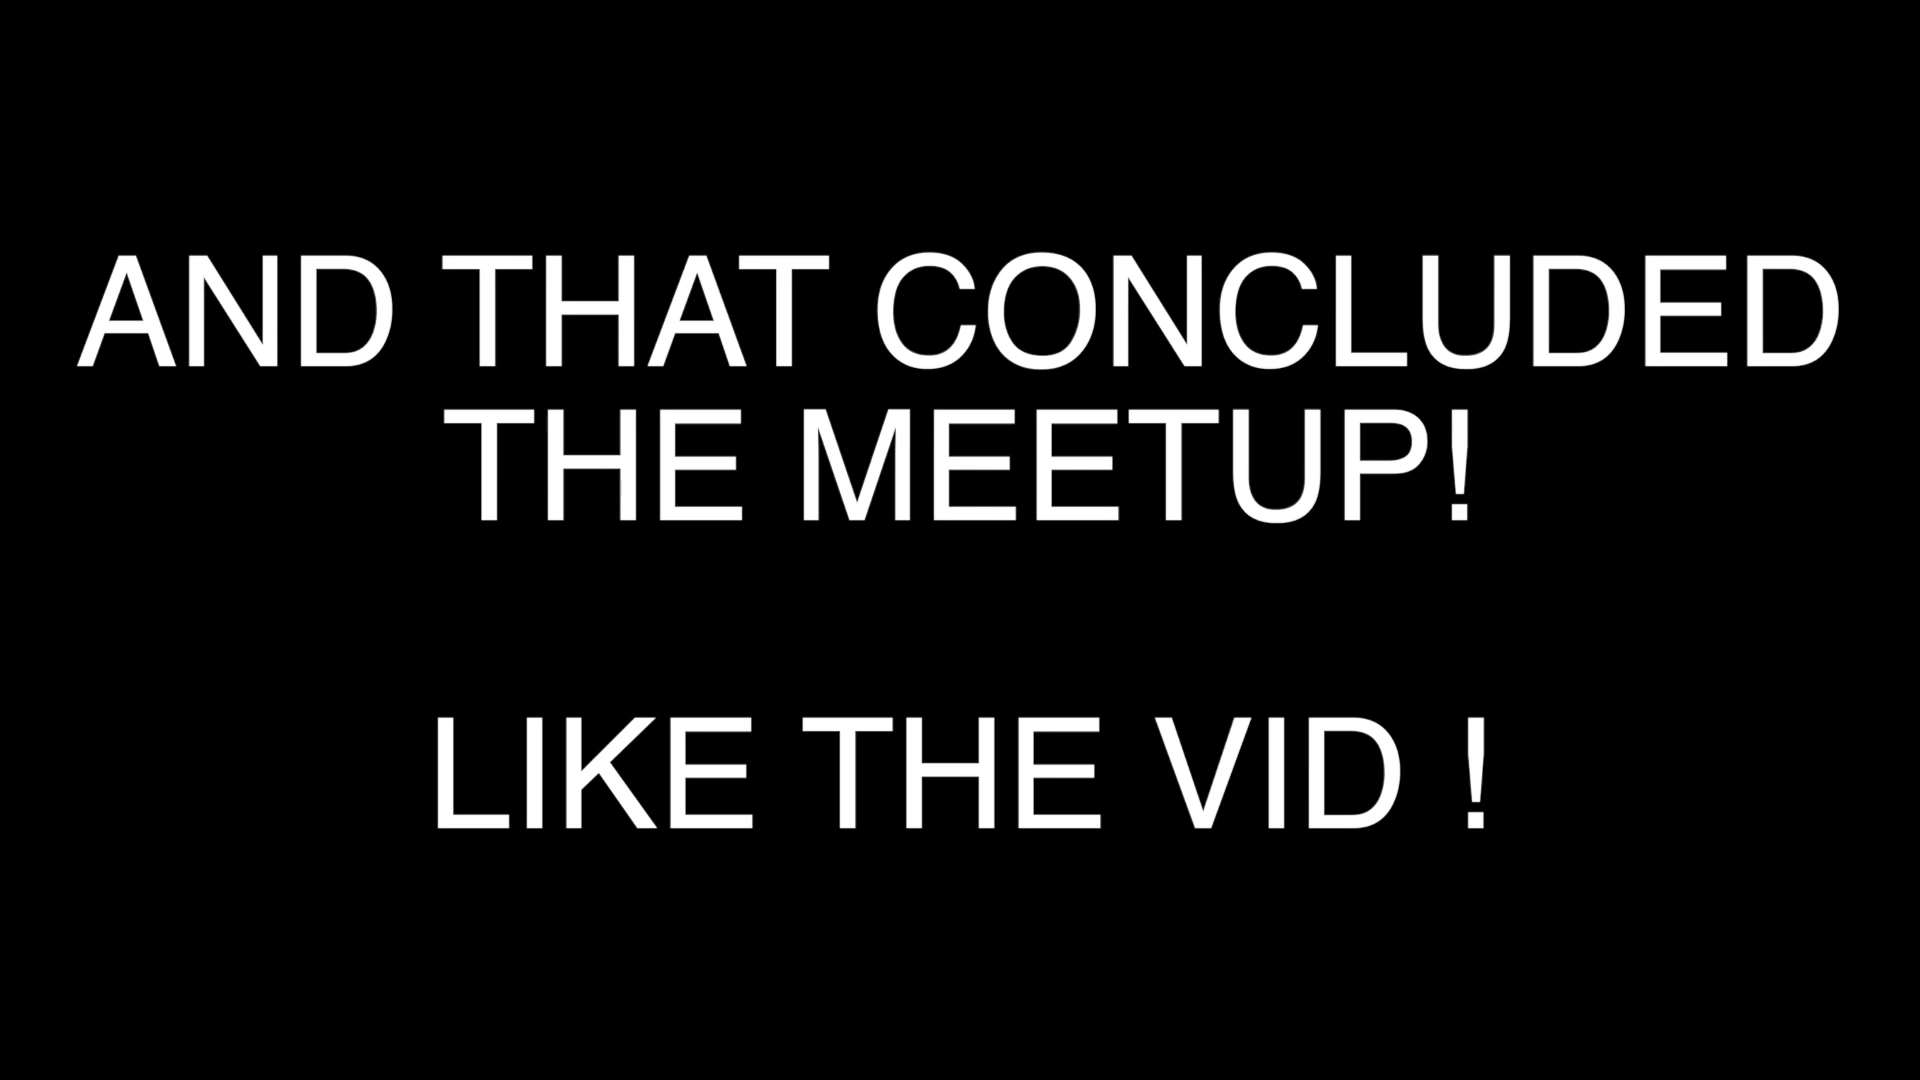 AND THAT CONCLUDED
THE MEETUP!
LIKE THE VID !